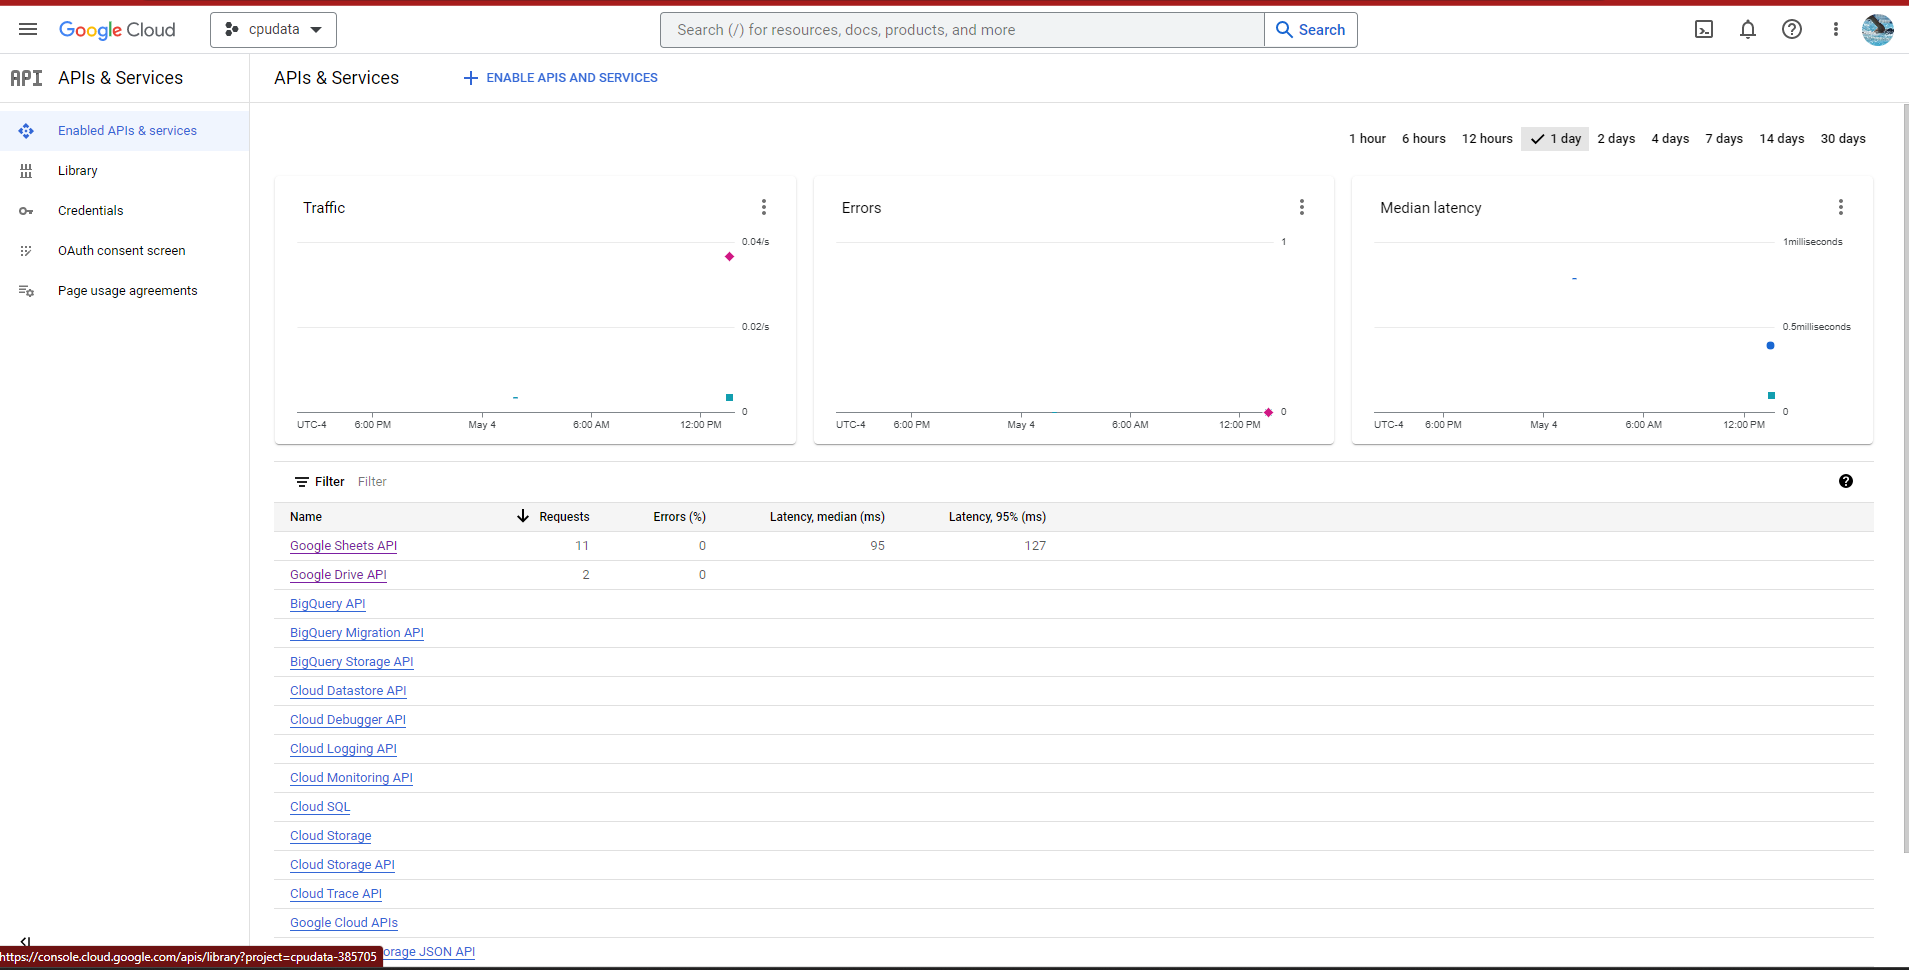 Google Cloud
cpudata
Search (/) for resources, docs, products, and more
Search
API APIs & Services
APIs & Services
ENABLE APIS AND SERVICES
Enabled APIs & services
Library
Credentials
OAuth consent screen
Page usage agreements
1 hour 6 hours 12 hours 1 day 2 days 4 days 7 days 14 days 30 days
Traffic
0.04/s
0.02/s
0
UTC-4 6:00 PM May 4 6:00 AM 12:00 PM
Errors
1
0
UTC-4 6:00 PM May 4 6:00 AM 12:00 PM
Median latency
1milliseconds
0.5milliseconds
0
UTC-4 6:00 PM May 4 6:00 AM 12:00 PM
Filter Filter
Name Requests Errors (%) Latency, median (ms) Latency, 95% (ms)
Google Sheets API 11 0 95 127
Google Drive API 2 0
BigQuery API
BigQuery Migration API
BigQuery Storage API
Cloud Datastore API
Cloud Debugger API
Cloud Logging API
Cloud Monitoring API
Cloud SQL
Cloud Storage
Cloud Storage API
Cloud Trace API
Google Cloud APIs
orage JSON API
https://console.cloud.google.com/apis/library?project=cpudata-385705